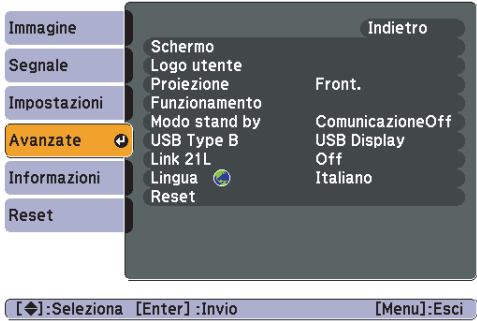 Immagine
Segnale
Impostazioni
Avanzate
Informazioni
Reset
Indietro
Schermo
Logo utente
Proiezione Front.
Funzionamento
Modo stand by ComunicazioneOff
USB Type B USB Display
Link 21L Off
Lingua Italiano
Reset
[◆]:Seleziona [Enter] :Invio [Menu]:Esci